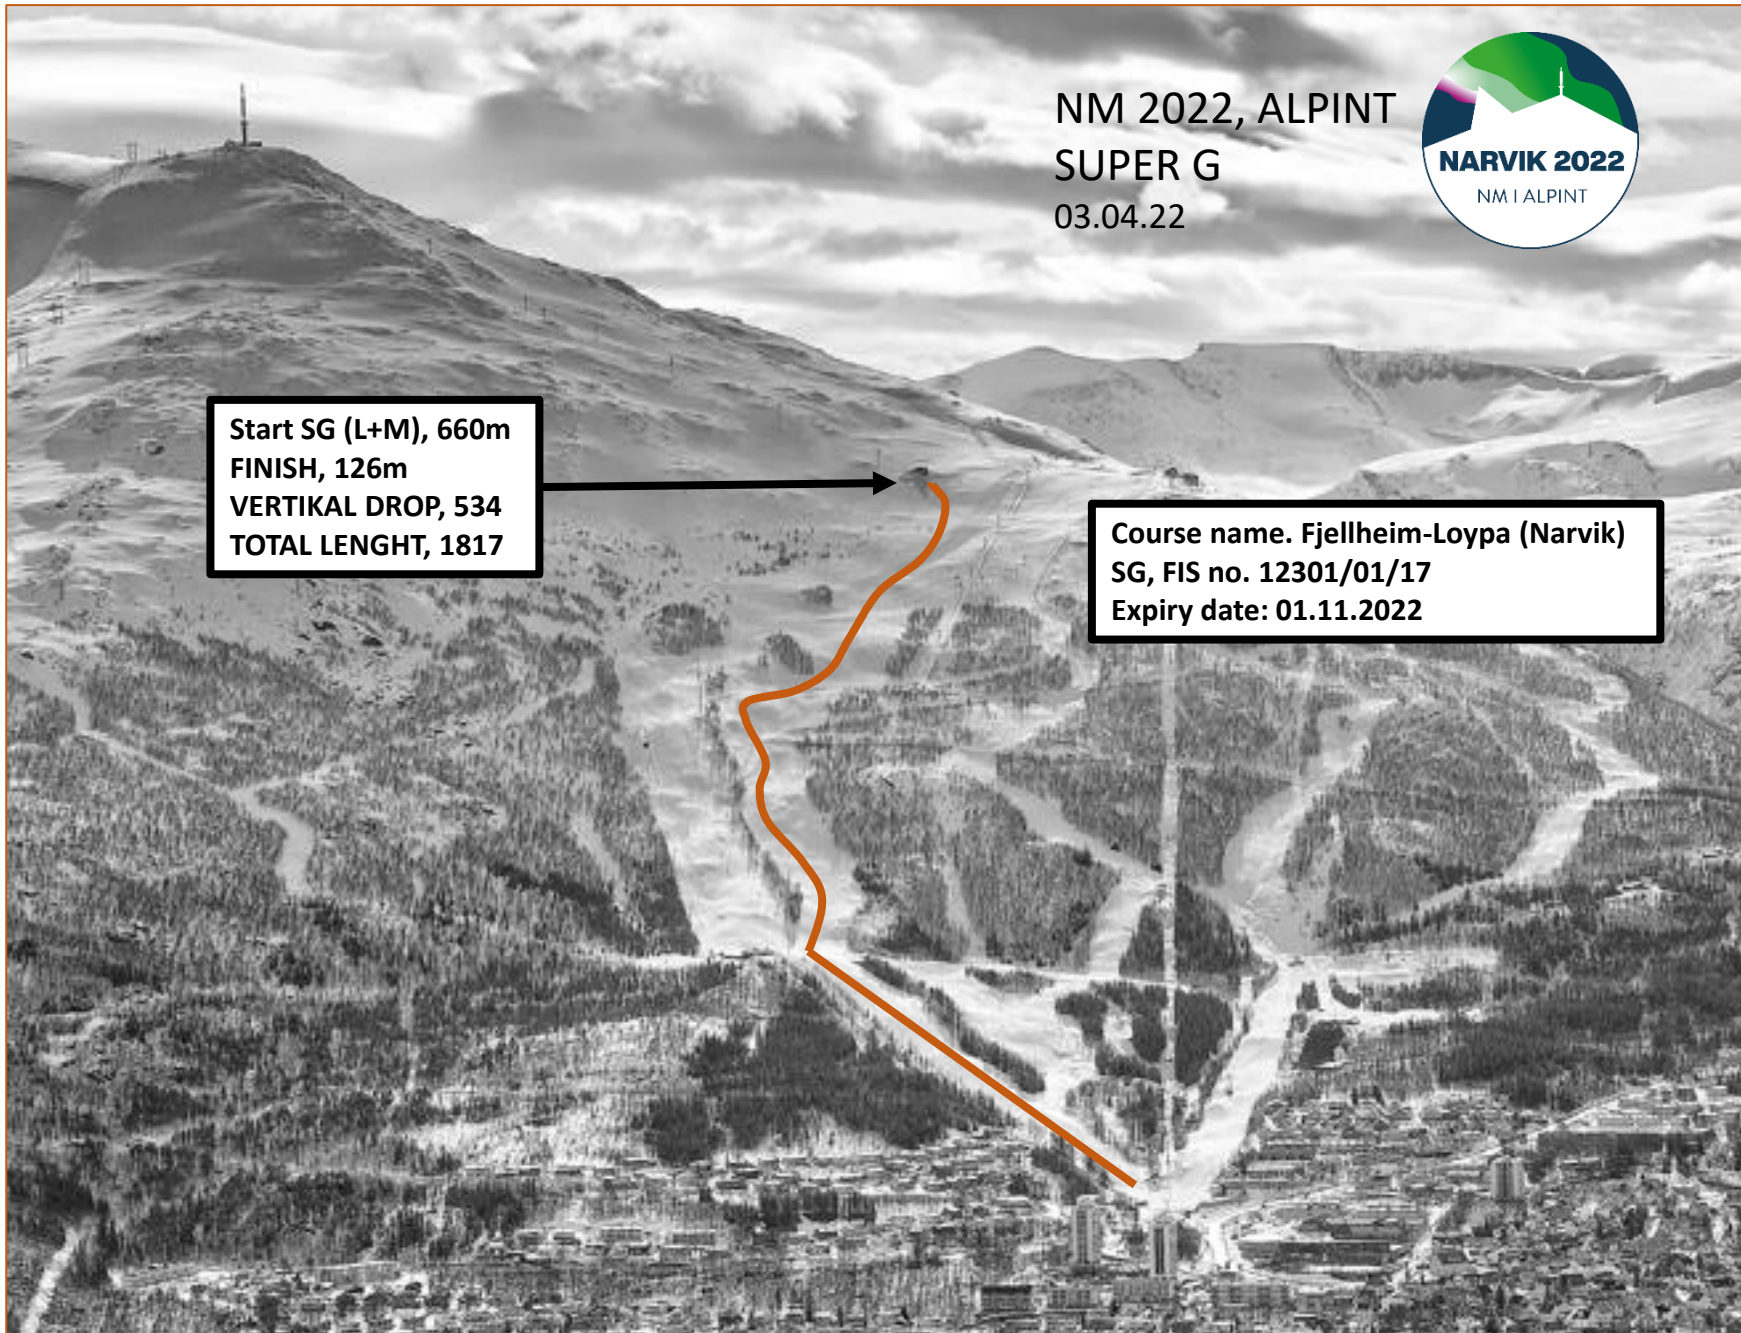 NM 2022, ALPINT
SUPER G
03.04.22
NARVIK 2022
NM I ALPINT
Start SG (L+M), 660m
FINISH, 126m
VERTIKAL DROP, 534
TOTAL LENGHT, 1817
Course name. Fjellheim-Loypa (Narvik)
SG, FIS no. 12301/01/17
Expiry date: 01.11.2022